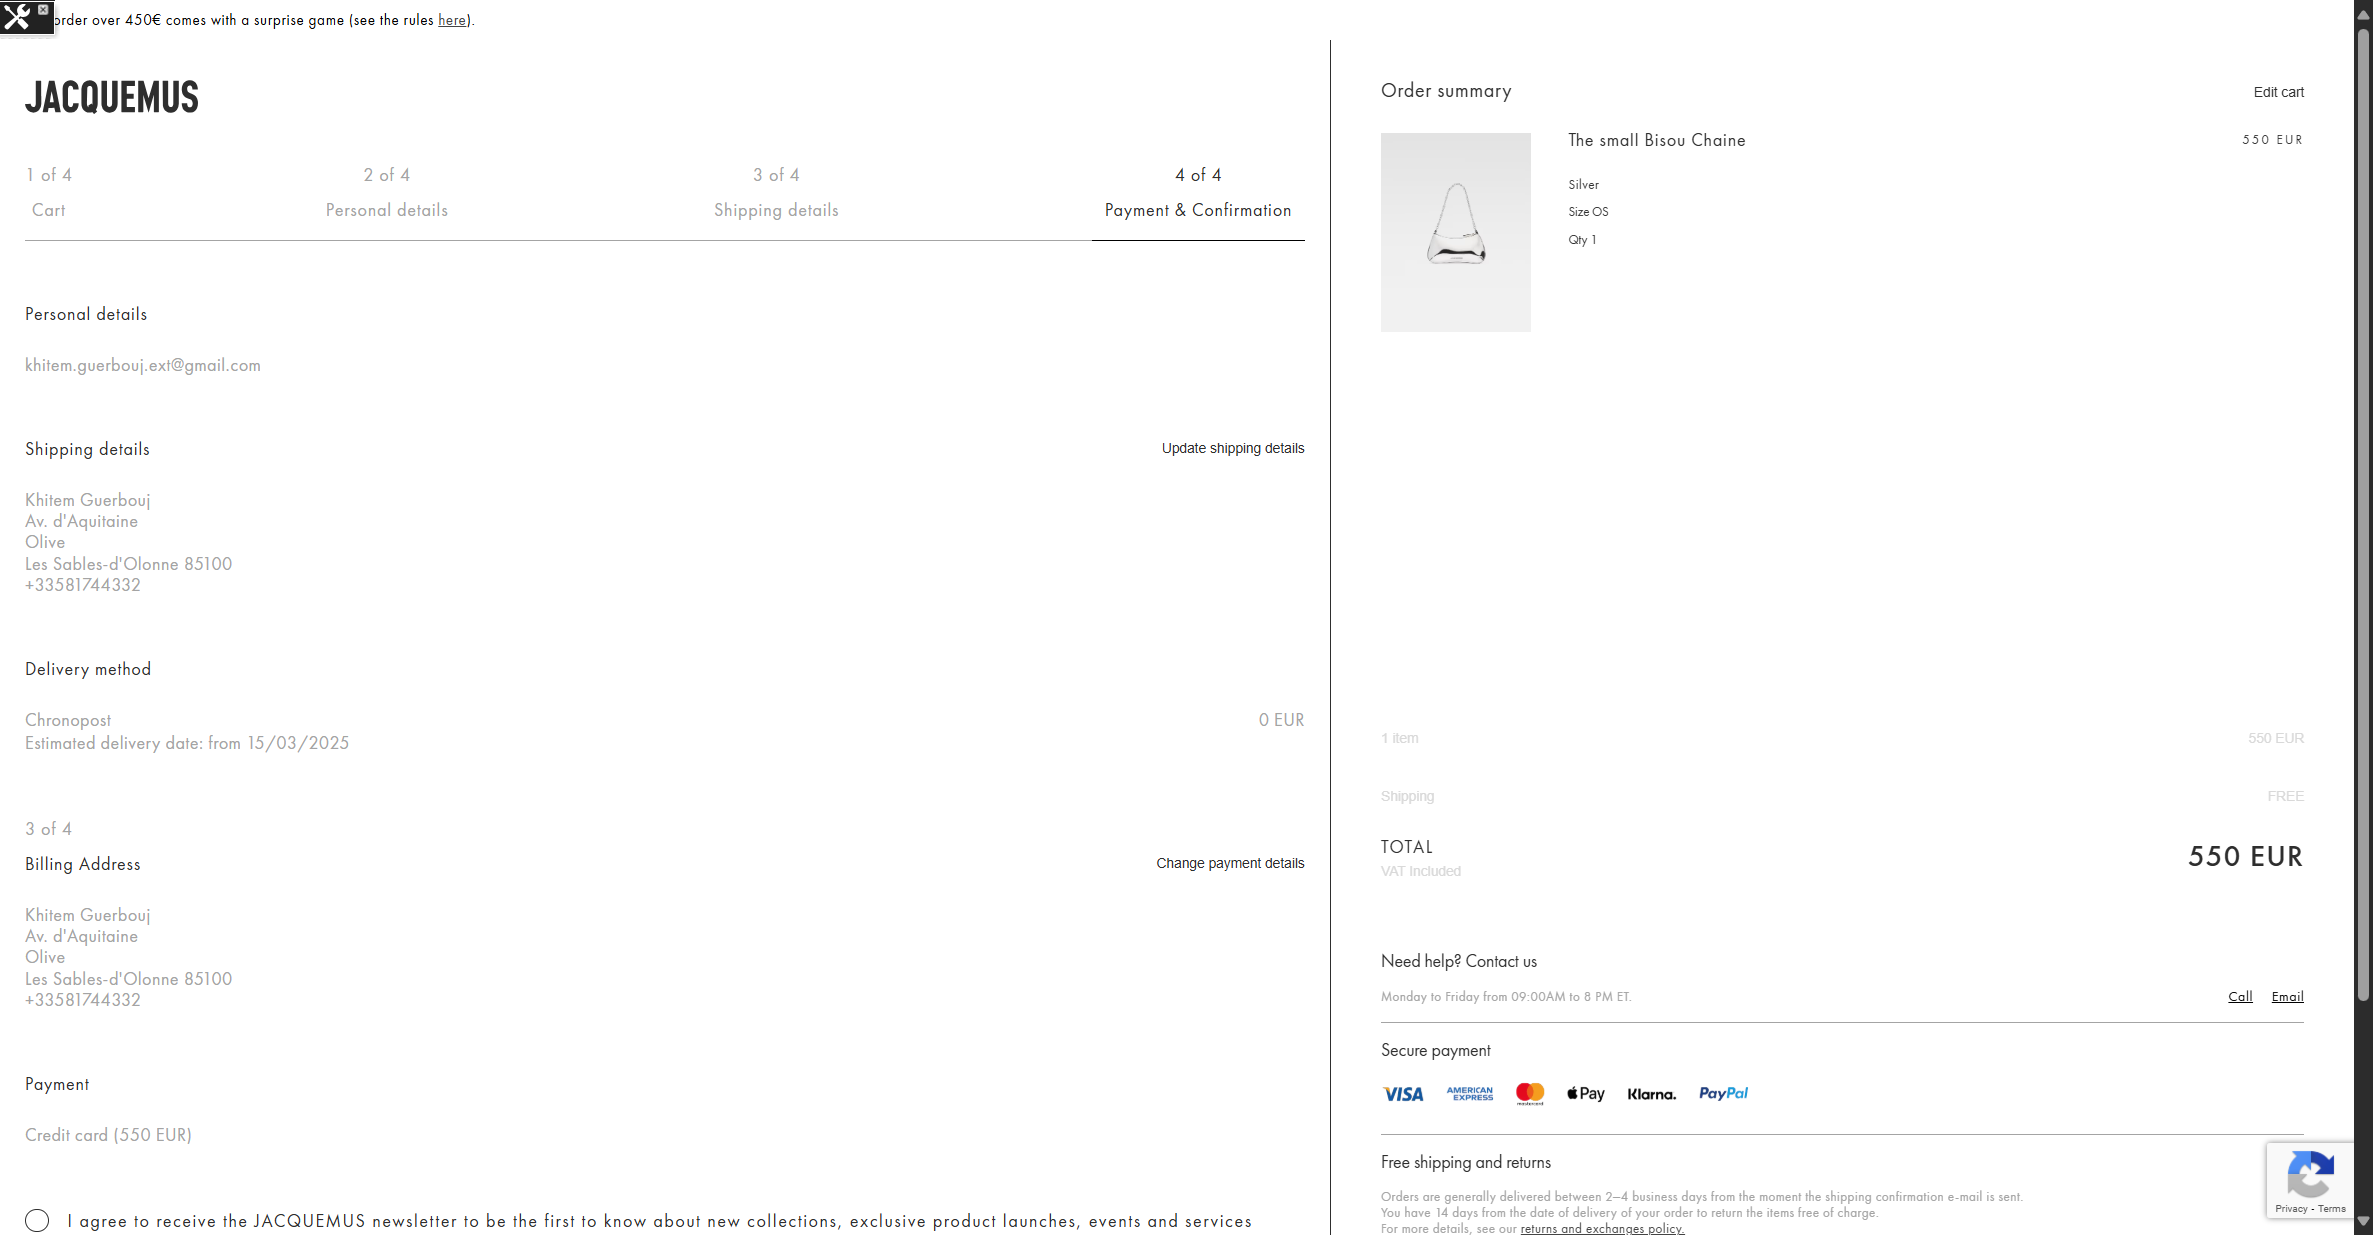 order over 450€ comes with a surprise game (see the rules here).
JACQUEMUS
1 of 4
Cart
2 of 4
Personal details
3 of 4
Shipping details
4 of 4
Payment & Confirmation
Personal details
khitem.guerbouj.ext@gmail.com
Shipping details
Update shipping details
Khitem Guerbouj
Av. d'Aquitaine
Olive
Les Sables-d'Olonne 85100
+33581744332
Delivery method
Chronopost
0 EUR
Estimated delivery date: from 15/03/2025
3 of 4
Billing Address
Change payment details
Khitem Guerbouj
Av. d'Aquitaine
Olive
Les Sables-d'Olonne 85100
+33581744332
Payment
Credit card (550 EUR)
I agree to receive the JACQUEMUS newsletter to be the first to know about new collections, exclusive product launches, events and services
Order summary
Edit cart
The small Bisou Chaine
550 EUR
Silver
Size OS
Qty 1
1 item
550 EUR
Shipping
FREE
TOTAL
550 EUR
VAT Included
Need help? Contact us
Monday to Friday from 09:00AM to 8 PM ET.
Call
Email
Secure payment
VISA
AMERICAN EXPRESS
mastercard
Pay
Klarna.
PayPal
Free shipping and returns
Orders are generally delivered between 2–4 business days from the moment the shipping confirmation e-mail is sent.
You have 14 days from the date of delivery of your order to return the items free of charge.
For more details, see our returns and exchanges policy.
Privacy - Terms